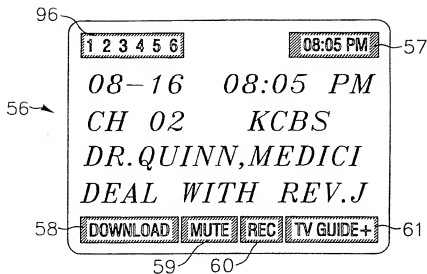 96
1 2 3 4 5 6 08:05 PM 57
08-16 08:05 PM
56 CH 02 KCBS
DR.QUINN,MEDICI
DEAL WITH REV.J
58 DOWNLOAD MUTE REC TV GUIDE+ 61
59 60